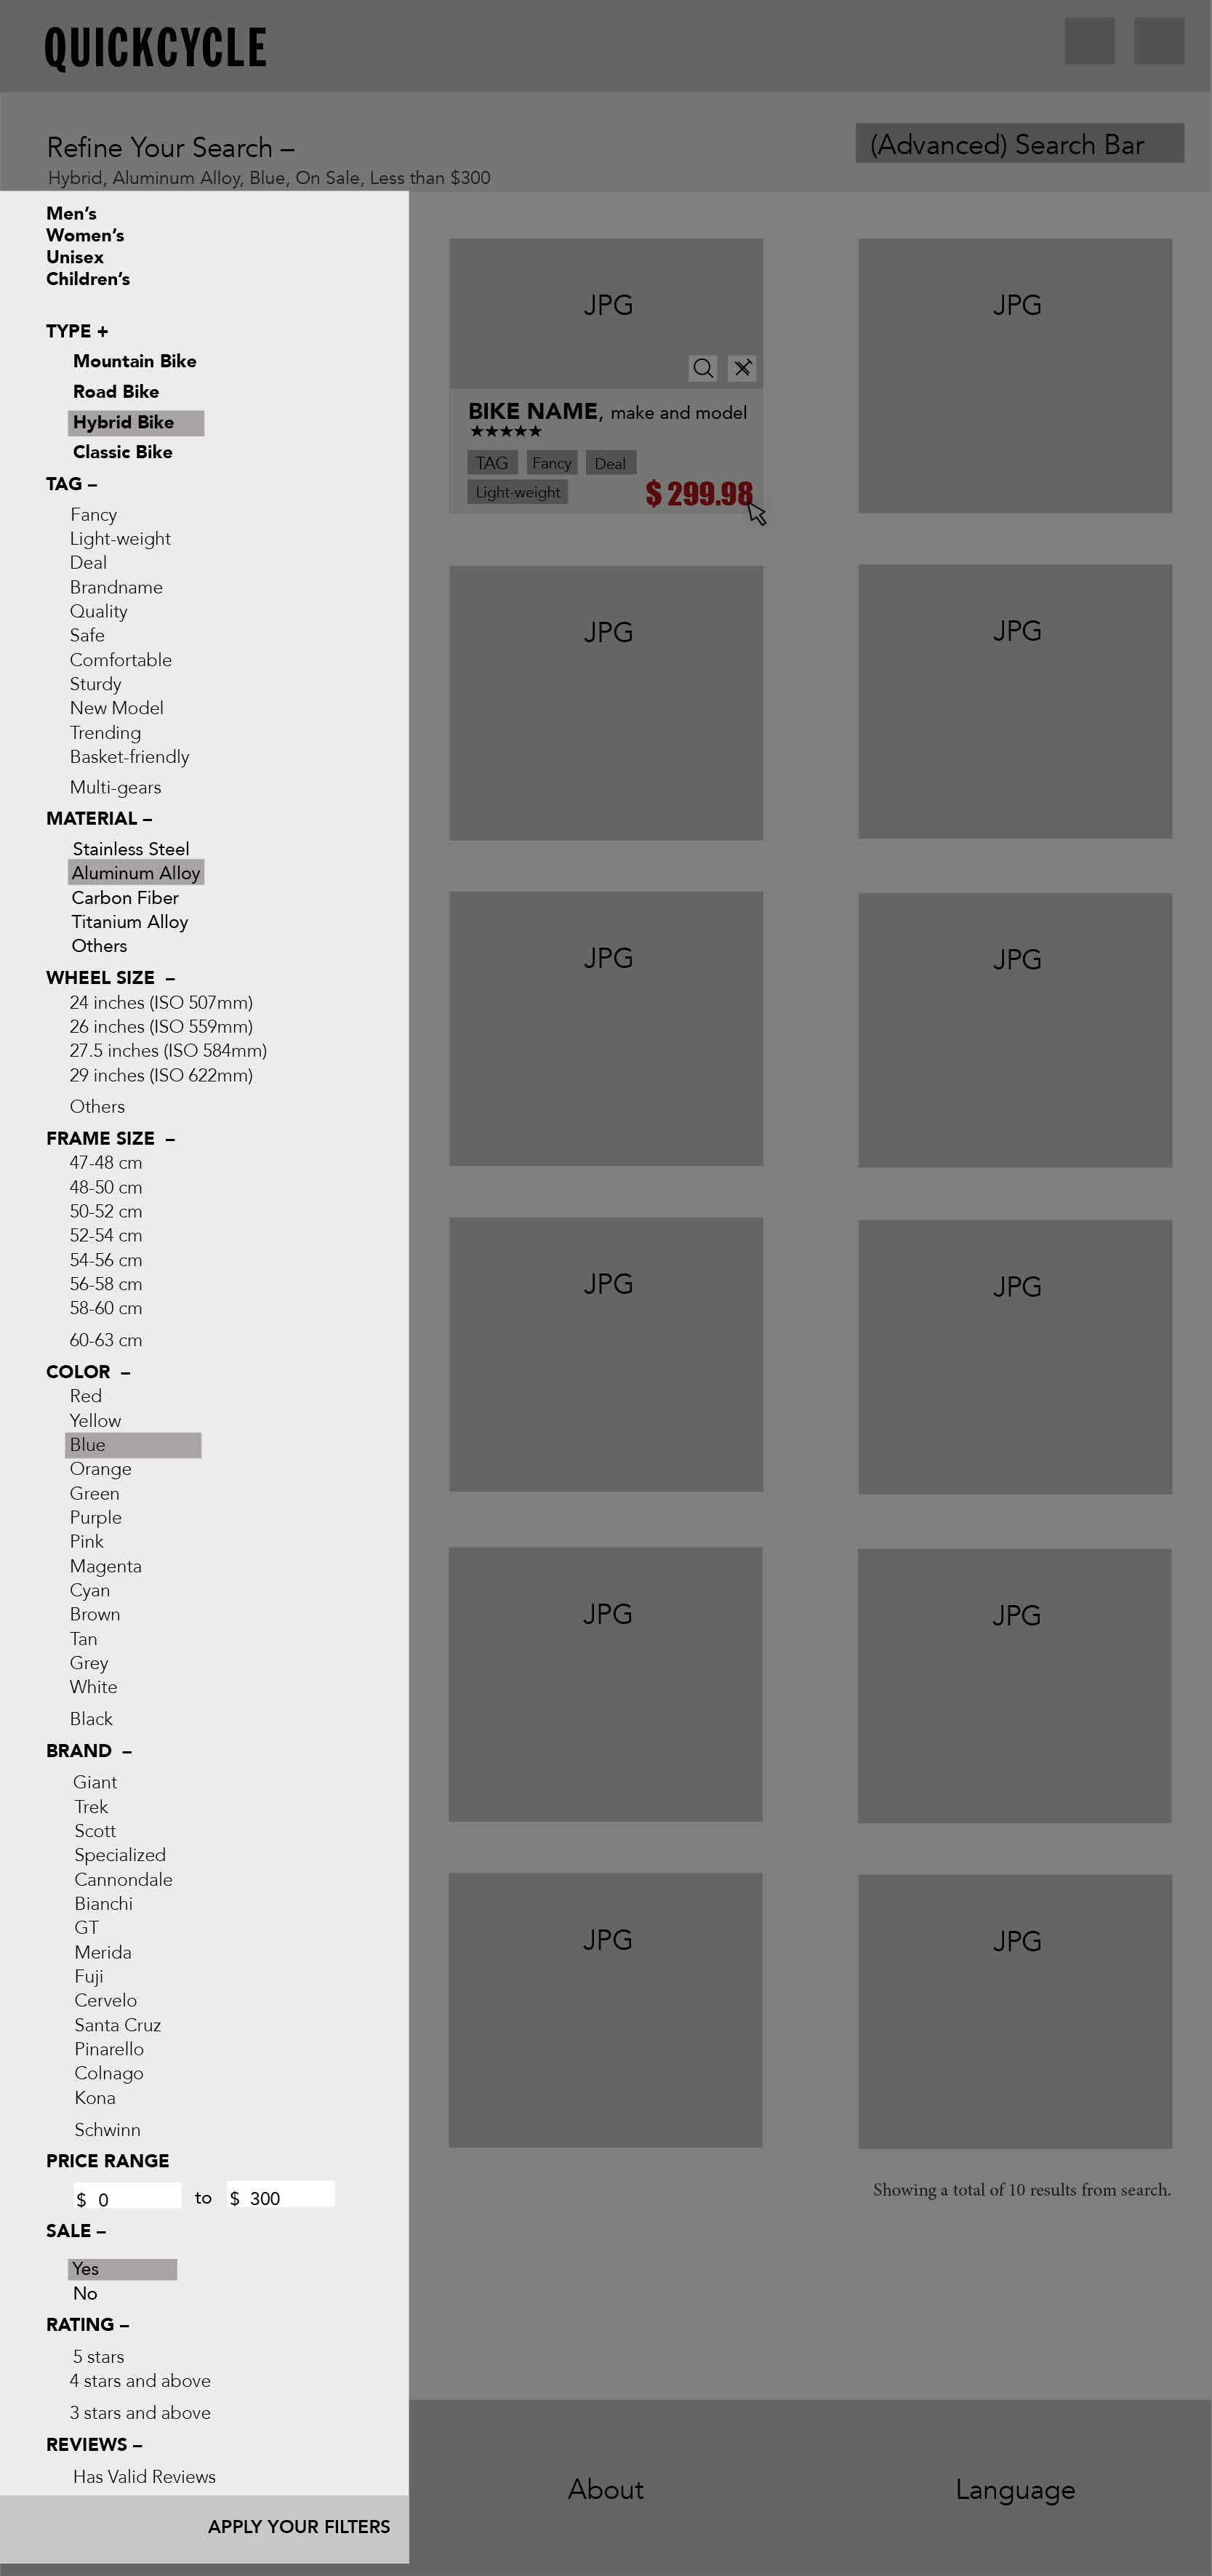 QUICKCYCLE
Refine Your Search –
(Advanced) Search Bar
Hybrid, Aluminum Alloy, Blue, On Sale, Less than $300
Men’s
Women’s
Unisex
Children’s
TYPE +
Mountain Bike
Road Bike
Hybrid Bike
Classic Bike
TAG –
Fancy
Light-weight
Deal
Brandname
Quality
Safe
Comfortable
Sturdy
New Model
Trending
Basket-friendly
Multi-gears
MATERIAL –
Stainless Steel
Aluminum Alloy
Carbon Fiber
Titanium Alloy
Others
WHEEL SIZE –
24 inches (ISO 507mm)
26 inches (ISO 559mm)
27.5 inches (ISO 584mm)
29 inches (ISO 622mm)
Others
FRAME SIZE –
47-48 cm
48-50 cm
50-52 cm
52-54 cm
54-56 cm
56-58 cm
58-60 cm
60-63 cm
COLOR –
Red
Yellow
Blue
Orange
Green
Purple
Pink
Magenta
Cyan
Brown
Tan
Grey
White
Black
BRAND –
Giant
Trek
Scott
Specialized
Cannondale
Bianchi
GT
Merida
Fuji
Cervelo
Santa Cruz
Pinarello
Colnago
Kona
Schwinn
PRICE RANGE
$ 0 to $ 300
SALE –
Yes
No
RATING –
5 stars
4 stars and above
3 stars and above
REVIEWS –
Has Valid Reviews
APPLY YOUR FILTERS
JPG
JPG
BIKE NAME, make and model
★★★★★
TAG Fancy Deal
Light-weight
$ 299.98
JPG
JPG
JPG
JPG
JPG
JPG
JPG
JPG
JPG
JPG
Showing a total of 10 results from search.
About
Language